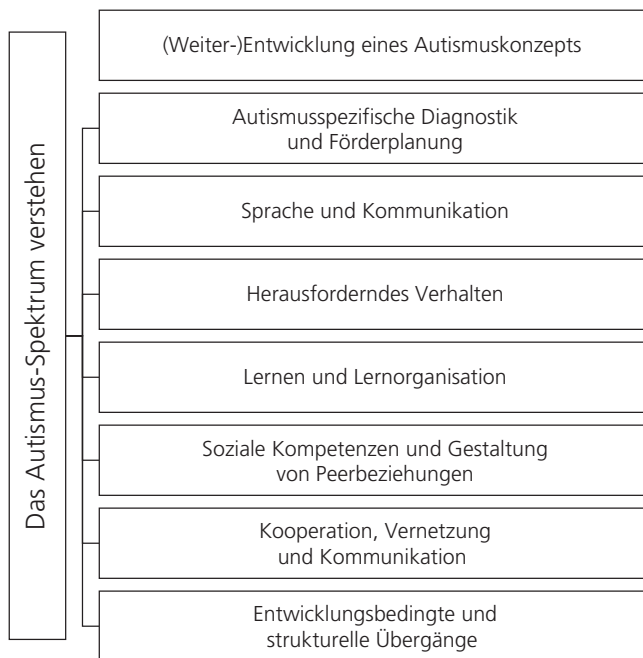 Das Autismus-Spektrum verstehen
(Weiter-)Entwicklung eines Autismuskonzepts
Autismusspezifische Diagnostik
und Förderplanung
Sprache und Kommunikation
Herausforderndes Verhalten
Lernen und Lernorganisation
Soziale Kompetenzen und Gestaltung
von Peerbeziehungen
Kooperation, Vernetzung
und Kommunikation
Entwicklungsbedingte und
strukturelle Übergänge